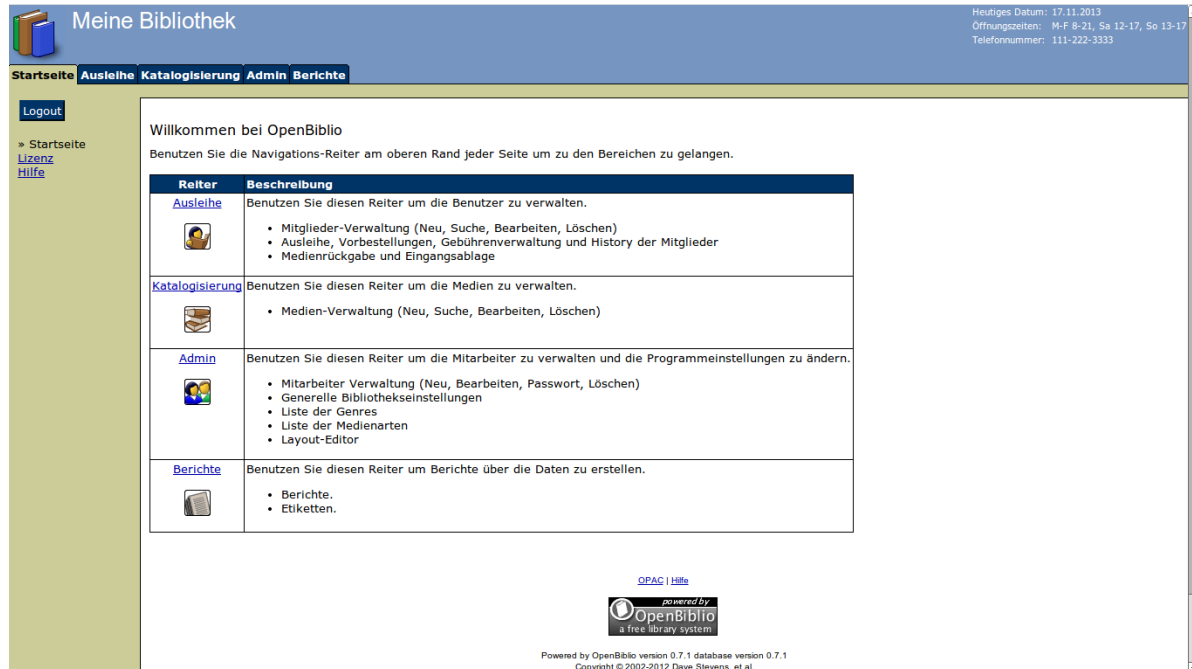 Meine Bibliothek
Heutiges Datum: 17.11.2013
Öffnungszeiten: M-F 8-21, Sa 12-17, So 13-17
Telefonnummer: 111-222-3333
Startseite Ausleihe Katalogisierung Admin Berichte
Logout
» Startseite
Lizenz
Hilfe
Willkommen bei OpenBiblio
Benutzen Sie die Navigations-Reiter am oberen Rand jeder Seite um zu den Bereichen zu gelangen.
Reiter Beschreibung
Ausleihe Benutzen Sie diesen Reiter um die Benutzer zu verwalten.
• Mitglieder-Verwaltung (Neu, Suche, Bearbeiten, Löschen)
• Ausleihe, Vorbestellungen, Gebührenverwaltung und History der Mitglieder
• Medienrückgabe und Eingangsablage
Katalogisierung Benutzen Sie diesen Reiter um die Medien zu verwalten.
• Medien-Verwaltung (Neu, Suche, Bearbeiten, Löschen)
Admin Benutzen Sie diesen Reiter um die Mitarbeiter zu verwalten und die Programmeinstellungen zu ändern.
• Mitarbeiter Verwaltung (Neu, Bearbeiten, Passwort, Löschen)
• Generelle Bibliothekseinstellungen
• Liste der Genres
• Liste der Medienarten
• Layout-Editor
Berichte Benutzen Sie diesen Reiter um Berichte über die Daten zu erstellen.
• Berichte.
• Etiketten.
OPAC | Hilfe
powered by
OpenBiblio
a free library system
Powered by OpenBiblio version 0.7.1 database version 0.7.1
Copyright © 2002-2012 Dave Stevens, et al.